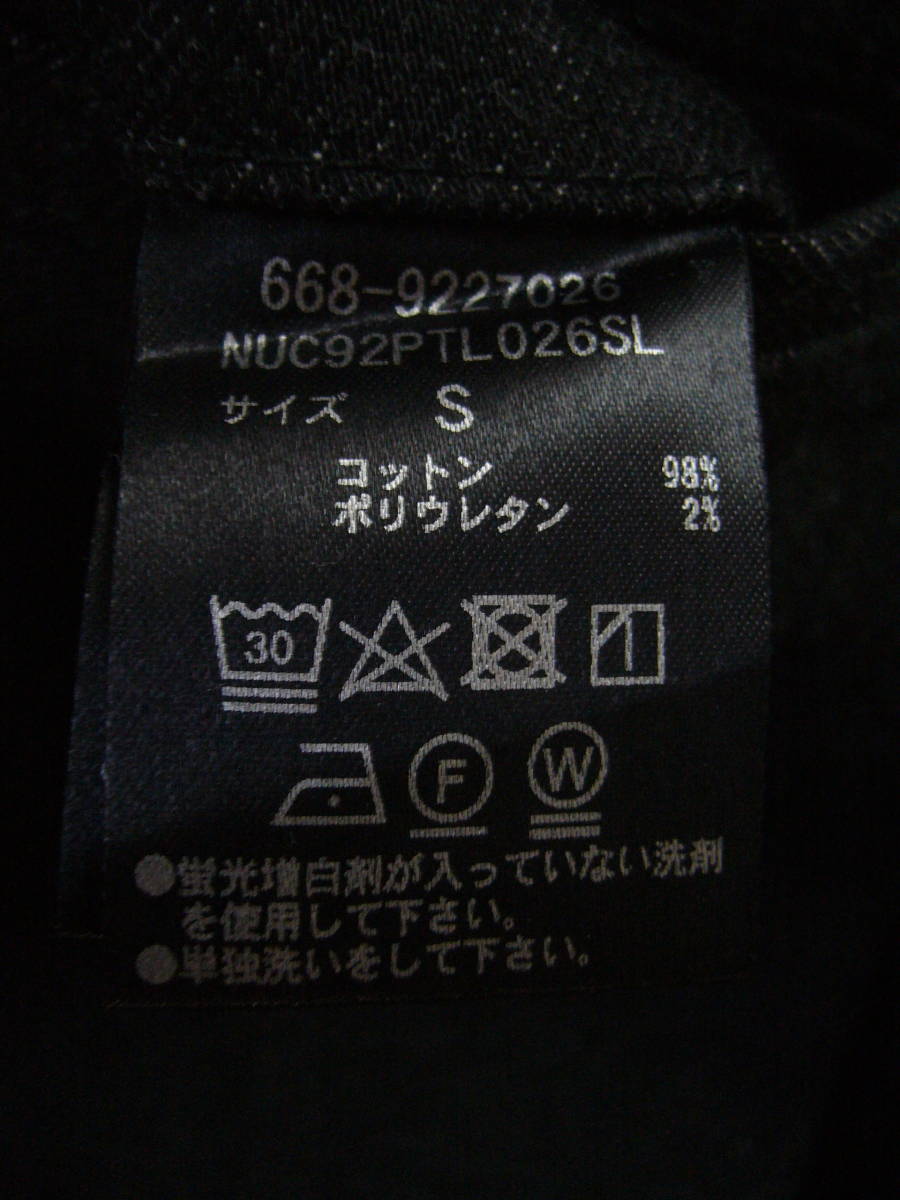 668-9227026
NUC92PTL026SL
サイズ S
コットン 98%
ポリウレタン 2%
30
F W
●蛍光増白剤が入っていない洗剤
を使用して下さい。
●単独洗いをして下さい。